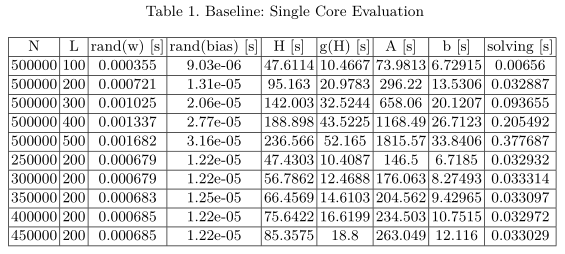 Table 1. Baseline: Single Core Evaluation
N L rand(w) [s] rand(bias) [s] H [s] g(H) [s] A [s] b [s] solving [s]
500000 100 0.000355 9.03e-06 47.6114 10.4667 73.9813 6.72915 0.00656
500000 200 0.000721 1.31e-05 95.163 20.9783 296.22 13.5306 0.032887
500000 300 0.001025 2.06e-05 142.003 32.5244 658.06 20.1207 0.093655
500000 400 0.001337 2.77e-05 188.898 43.5225 1168.49 26.7123 0.205492
500000 500 0.001682 3.16e-05 236.566 52.165 1815.57 33.8406 0.377687
250000 200 0.000679 1.22e-05 47.4303 10.4087 146.5 6.7185 0.032932
300000 200 0.000679 1.22e-05 56.7862 12.4688 176.063 8.27493 0.033314
350000 200 0.000683 1.25e-05 66.4569 14.6103 204.562 9.42965 0.033097
400000 200 0.000685 1.22e-05 75.6422 16.6199 234.503 10.7515 0.032972
450000 200 0.000685 1.22e-05 85.3575 18.8 263.049 12.116 0.033029